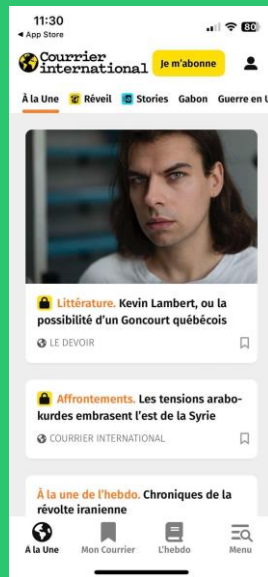 11:30
80
◀ App Store
Courrier
international
Je m'abonne
À la Une Réveil Stories Gabon Guerre en U
Littérature. Kevin Lambert, ou la
possibilité d'un Goncourt québécois
LE DEVOIR
Affrontements. Les tensions arabo-
kurdes embrasent l'est de la Syrie
COURRIER INTERNATIONAL
À la une de l'hebdo. Chroniques de la
révolte iranienne
À la Une Mon Courrier L'hebdo Menu